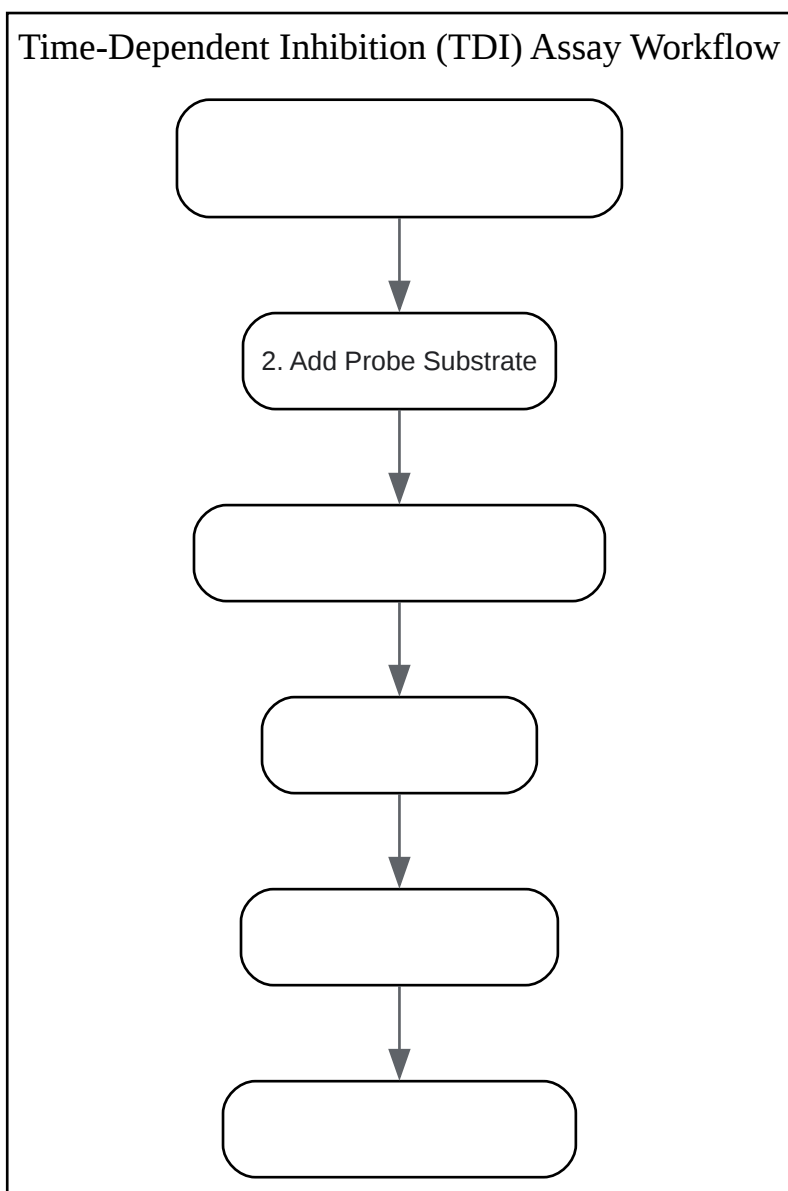 Time-Dependent Inhibition (TDI) Assay Workflow
2. Add Probe Substrate